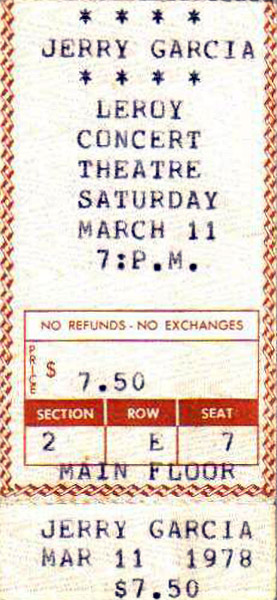 * * * *
JERRY GARCIA
* * * *
LEROY
CONCERT
THEATRE
SATURDAY
MARCH 11
7:P.M.
NO REFUNDS - NO EXCHANGES
PRICE $ 7.50
SECTION ROW SEAT
2 E 7
MAIN FLOOR
JERRY GARCIA
MAR 11 1978
$7.50